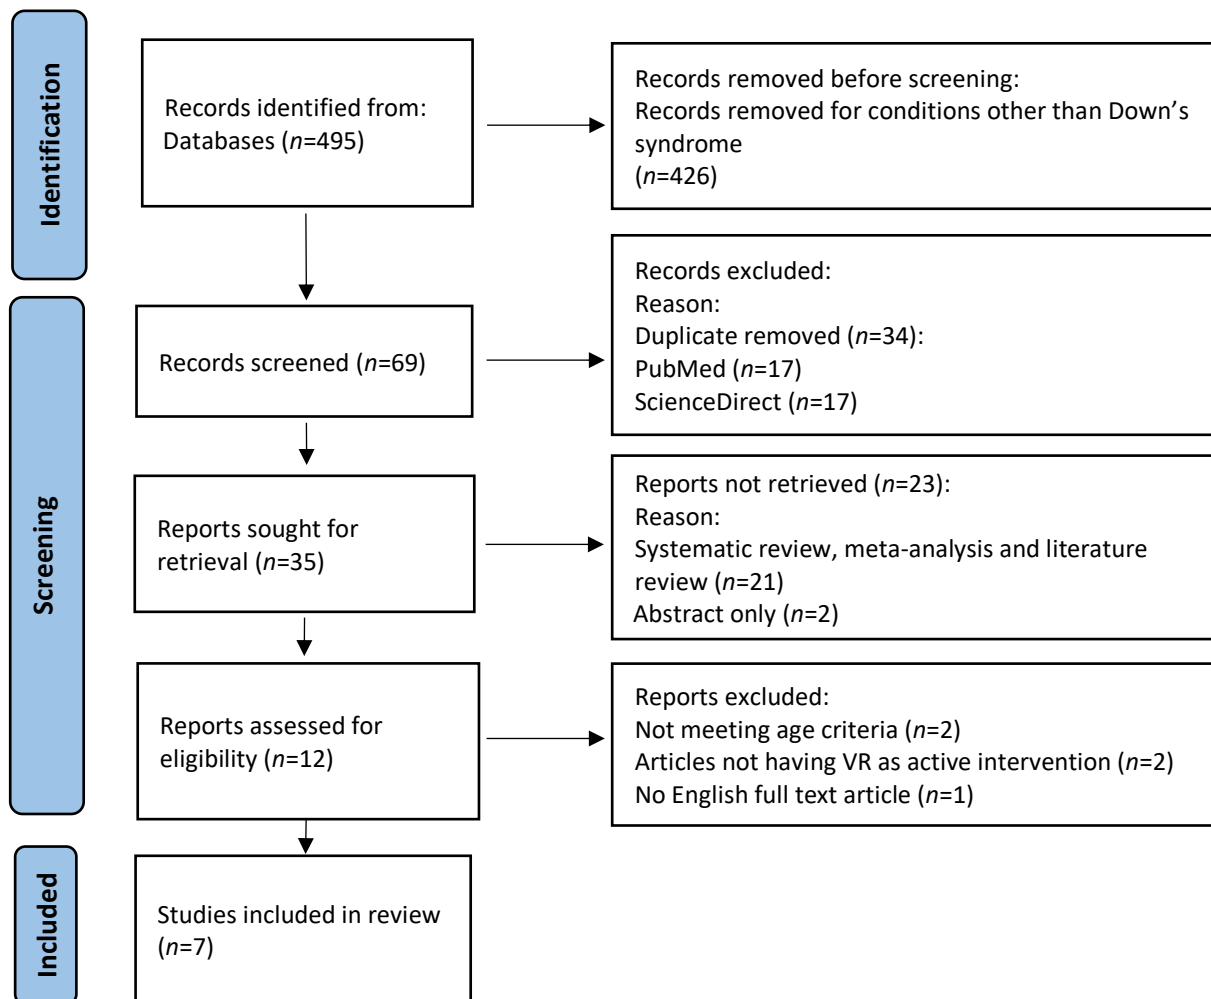 Identification
Records identified from:
Databases (n=495)
Records removed before screening:
Records removed for conditions other than Down’s
syndrome
(n=426)
Screening
Records screened (n=69)
Records excluded:
Reason:
Duplicate removed (n=34):
PubMed (n=17)
ScienceDirect (n=17)
Reports sought for
retrieval (n=35)
Reports not retrieved (n=23):
Reason:
Systematic review, meta-analysis and literature
review (n=21)
Abstract only (n=2)
Reports assessed for
eligibility (n=12)
Reports excluded:
Not meeting age criteria (n=2)
Articles not having VR as active intervention (n=2)
No English full text article (n=1)
Included
Studies included in review
(n=7)